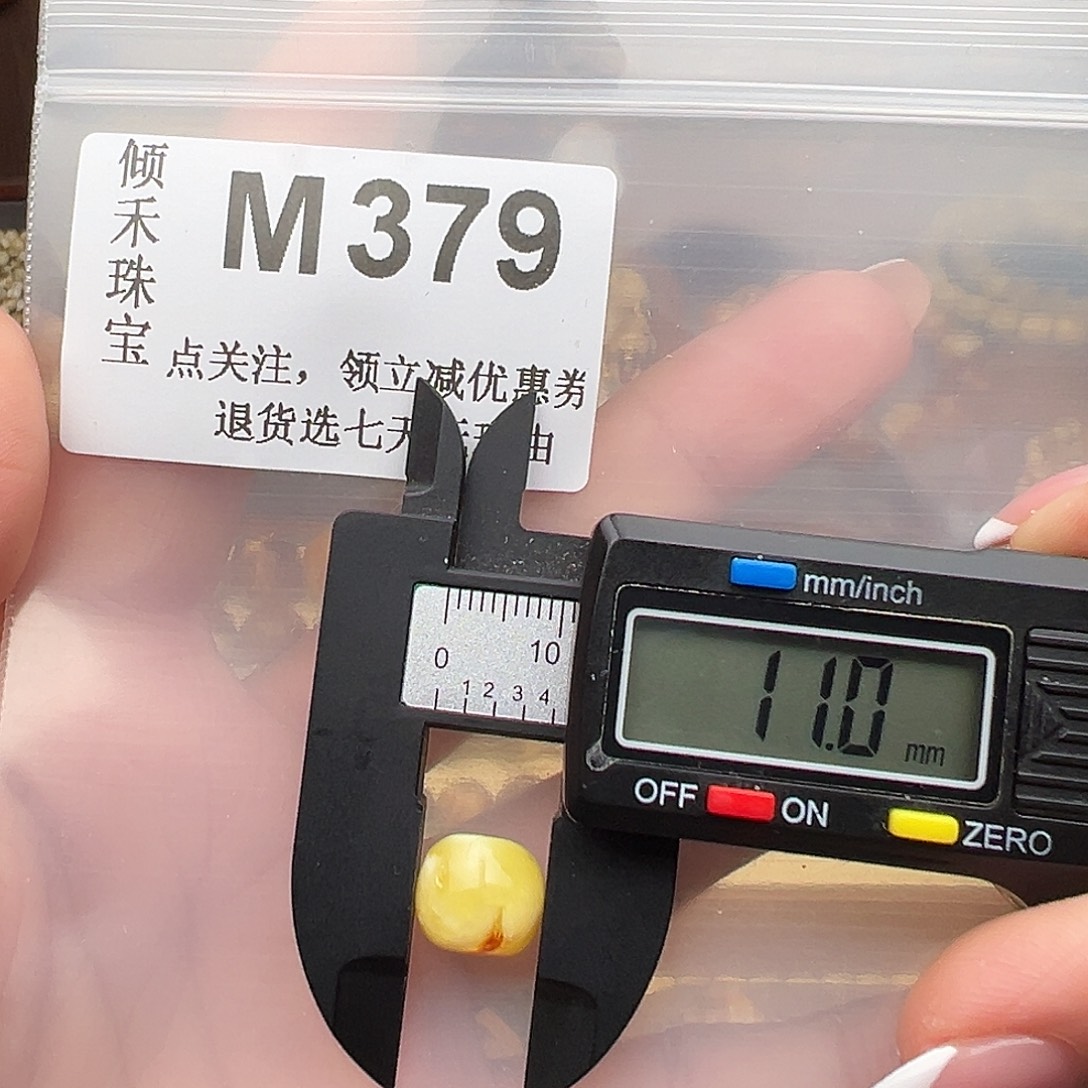 倾禾珠宝
M379
点关注，领立减优惠券
退货选七天
由
mm/inch
0 10
1 2 3 4
11.0 mm
OFF ON
ZERO